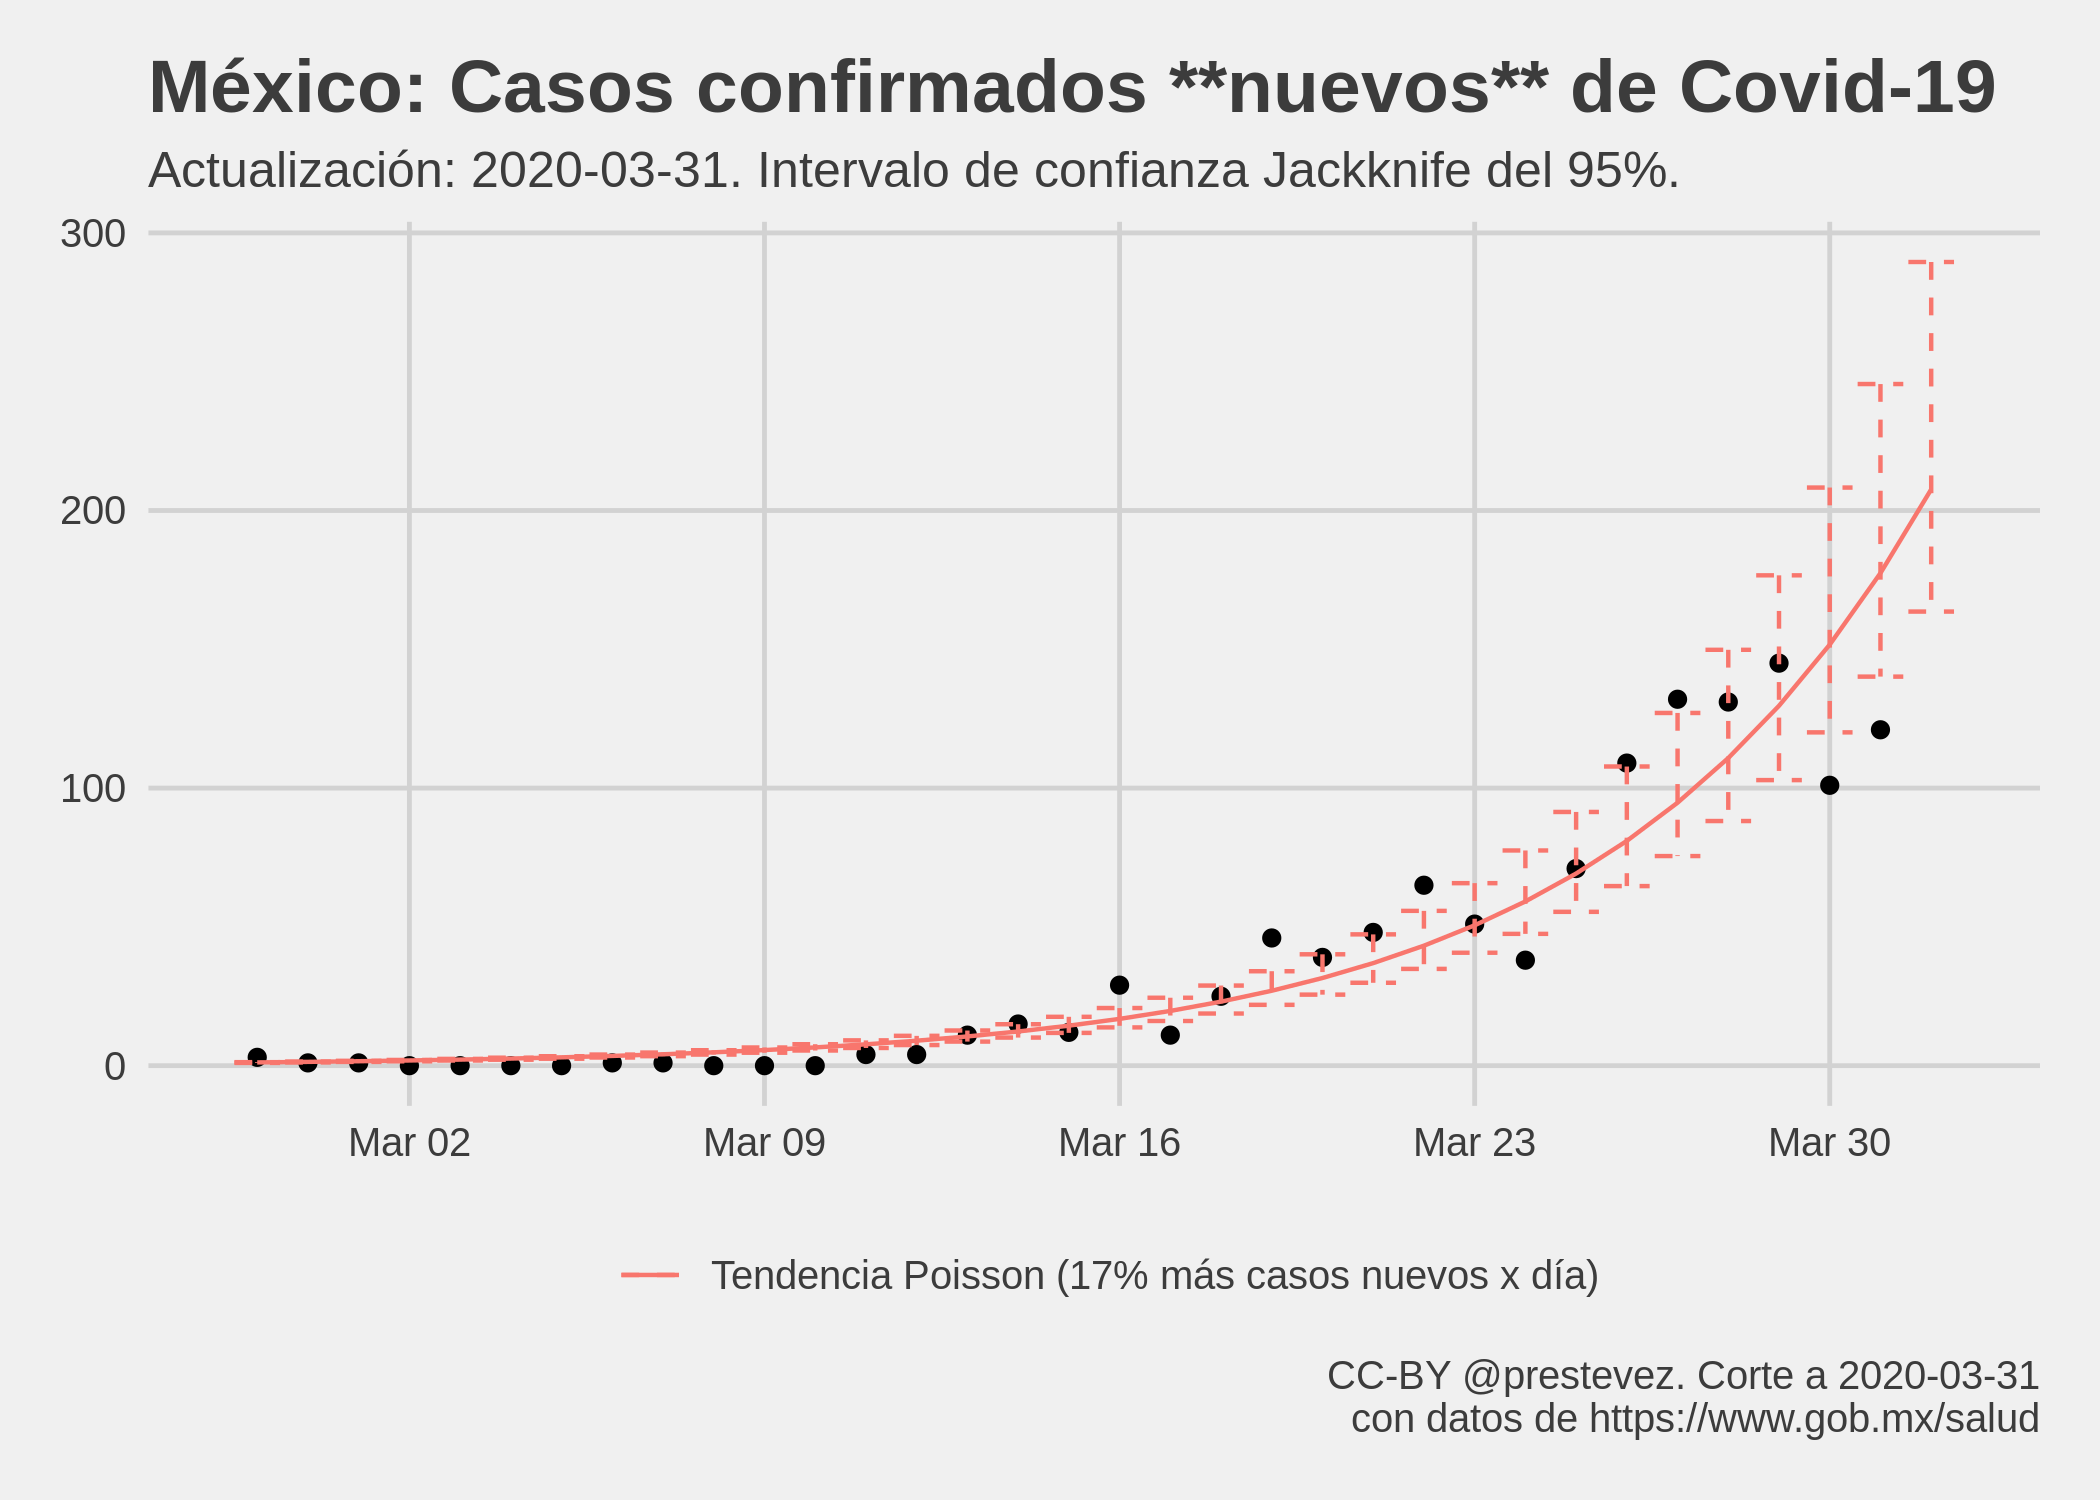 México: Casos confirmados **nuevos** de Covid-19
Actualización: 2020-03-31. Intervalo de confianza Jackknife del 95%.
300
200
100
0
Mar 02
Mar 09
Mar 16
Mar 23
Mar 30
Tendencia Poisson (17% más casos nuevos x día)
CC-BY @prestevez. Corte a 2020-03-31
con datos de https://www.gob.mx/salud